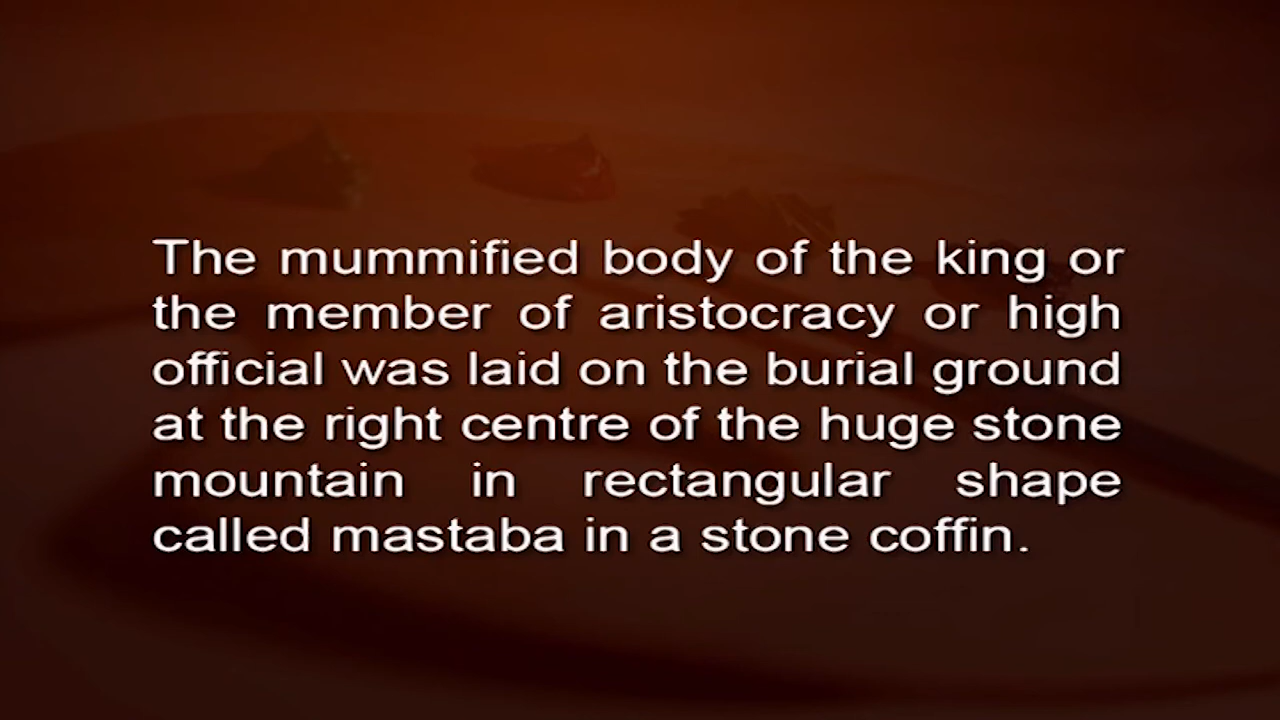 The mummified body of the king or
the member of aristocracy or high
official was laid on the burial ground
at the right centre of the huge stone
mountain in rectangular shape
called mastaba in a stone coffin.